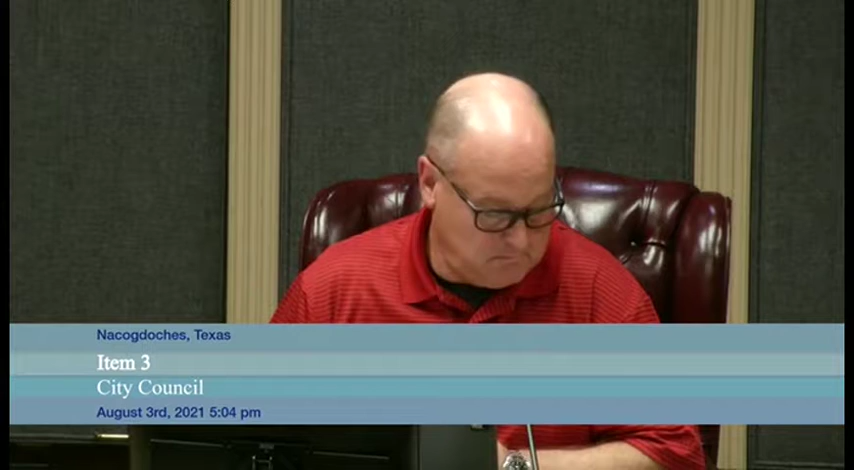 Nacogdoches, Texas
Item 3
City Council
August 3rd, 2021 5:04 pm